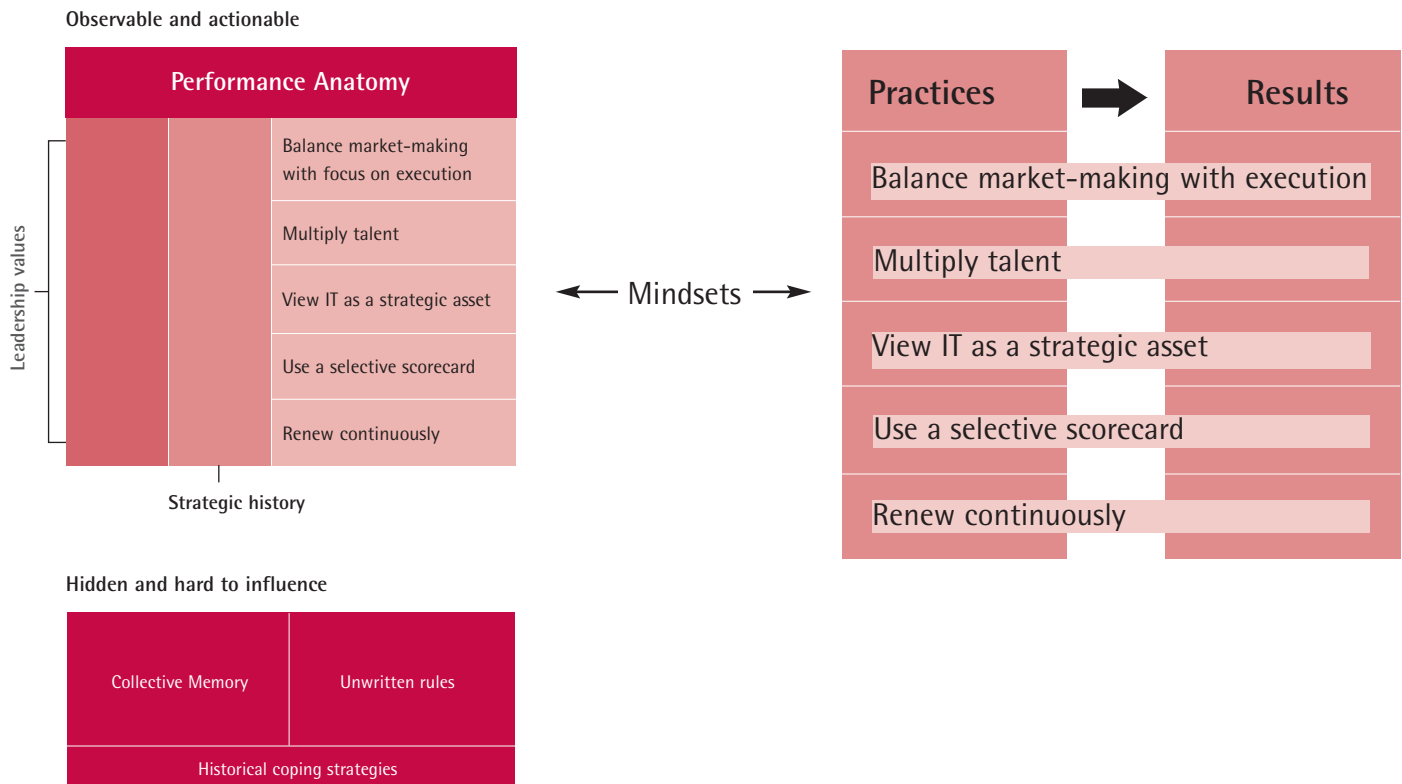 Observable and actionable
Performance Anatomy
Leadership values
Balance market-making
with focus on execution
Multiply talent
View IT as a strategic asset
Use a selective scorecard
Renew continuously
Strategic history
Mindsets
Practices
Results
Balance market-making with execution
Multiply talent
View IT as a strategic asset
Use a selective scorecard
Renew continuously
Hidden and hard to influence
Collective Memory
Unwritten rules
Historical coping strategies